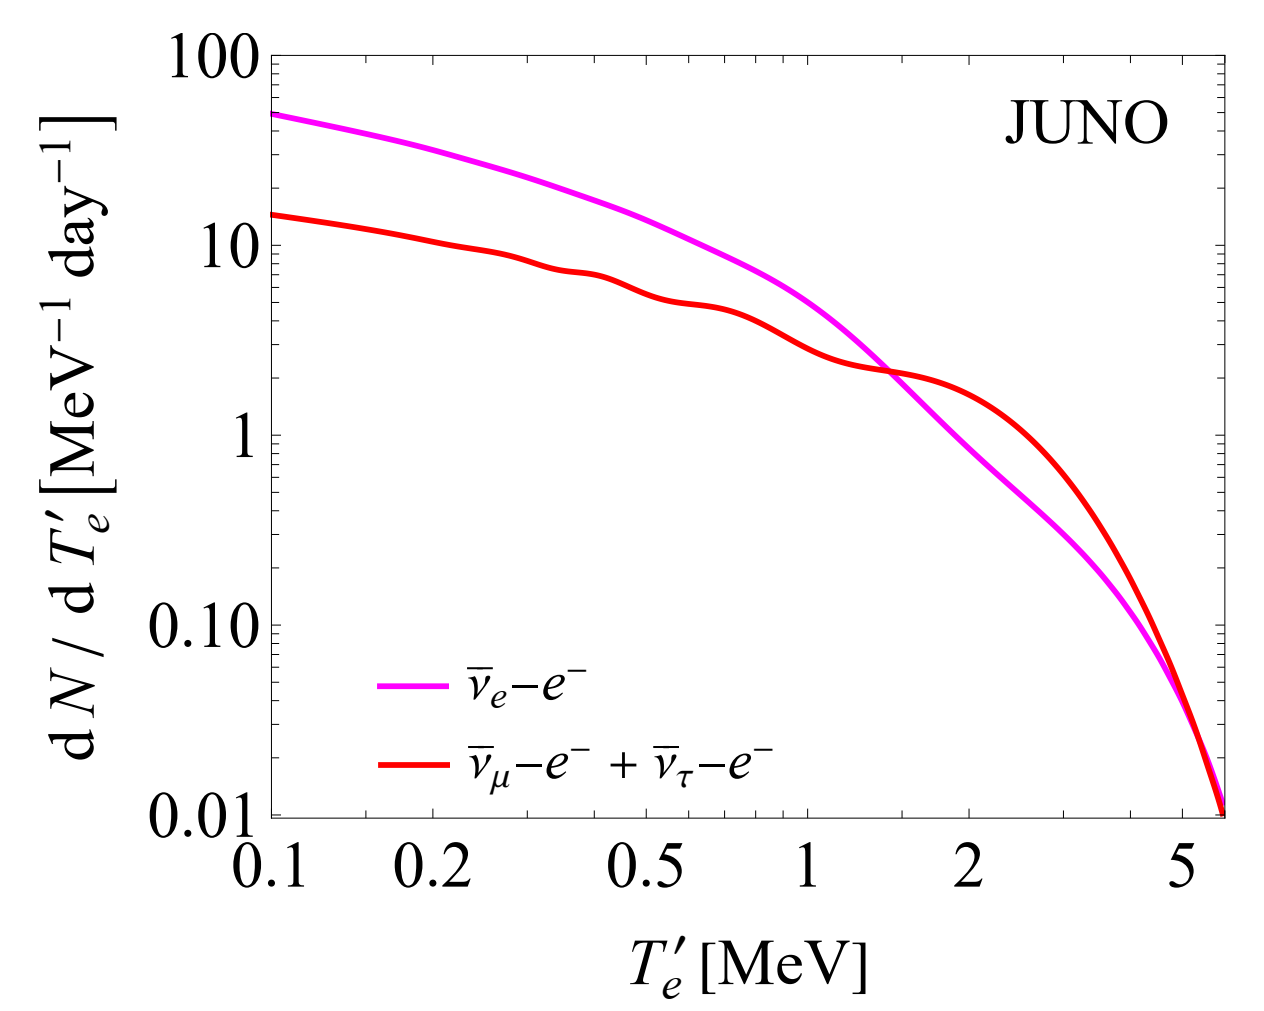 JUNO
100
10
1
0.10
0.01
0.1 0.2 0.5 1 2 5
d N / d T′e [MeV⁻¹ day⁻¹]
T′e [MeV]
ν̅e−e⁻
ν̅μ−e⁻ + ν̅τ−e⁻